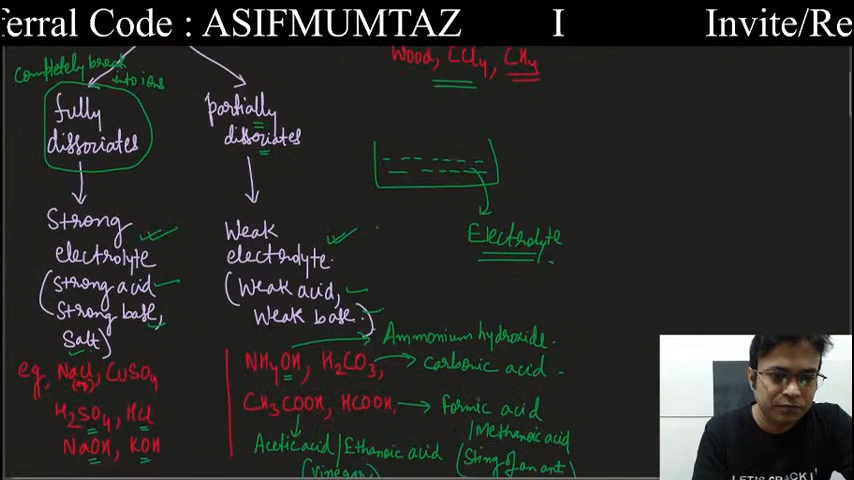 ferral Code : ASIFMUMTAZ I Invite/Re
Wood, CCl4, CH4
Completely break into ions
fully dissociates
partially dissociates
Strong electrolyte
(Strong acid
Strong base,
Salt)
Weak electrolyte.
(Weak acid,
Weak base.)
Electrolyte
Ammonium hydroxide.
eg, NaCl, CuSO4
(aq)
H2SO4, HCl
NaOH, KOH
NH4OH, H2CO3,
carbonic acid
CH3COOH, HCOOH.
Formic acid
/Methanoic acid
(Sting of an ant)
Acetic acid/Ethanoic acid
(Vinegar)
LET'S CRACK I